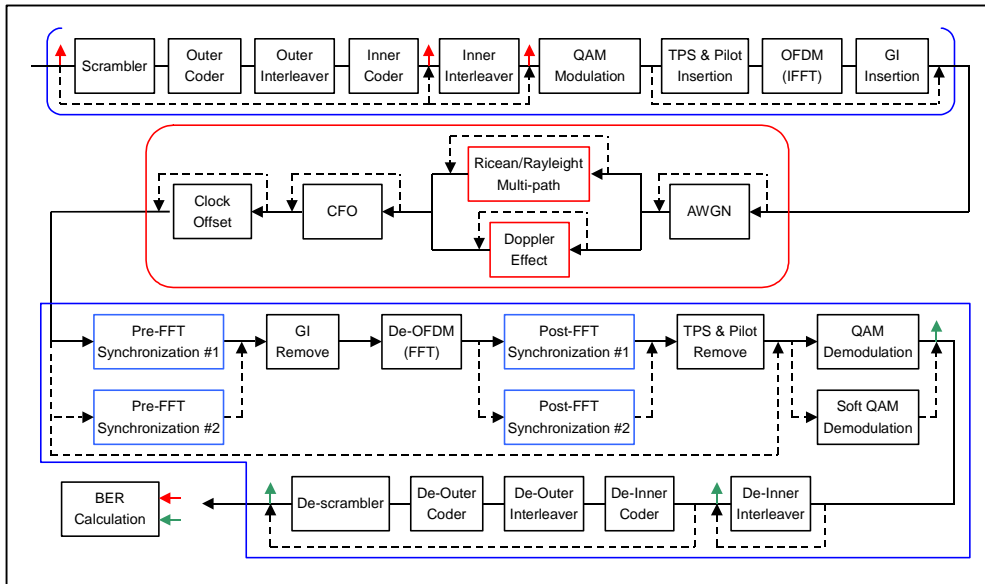 Scrambler
Outer
Coder
Outer
Interleaver
Inner
Coder
Inner
Interleaver
QAM
Modulation
TPS & Pilot
Insertion
OFDM
(IFFT)
GI
Insertion
Clock
Offset
CFO
Ricean/Rayleight
Multi-path
Doppler
Effect
AWGN
Pre-FFT
Synchronization #1
GI
Remove
De-OFDM
(FFT)
Post-FFT
Synchronization #1
TPS & Pilot
Remove
QAM
Demodulation
Pre-FFT
Synchronization #2
Post-FFT
Synchronization #2
Soft QAM
Demodulation
BER
Calculation
De-scrambler
De-Outer
Coder
De-Outer
Interleaver
De-Inner
Coder
De-Inner
Interleaver